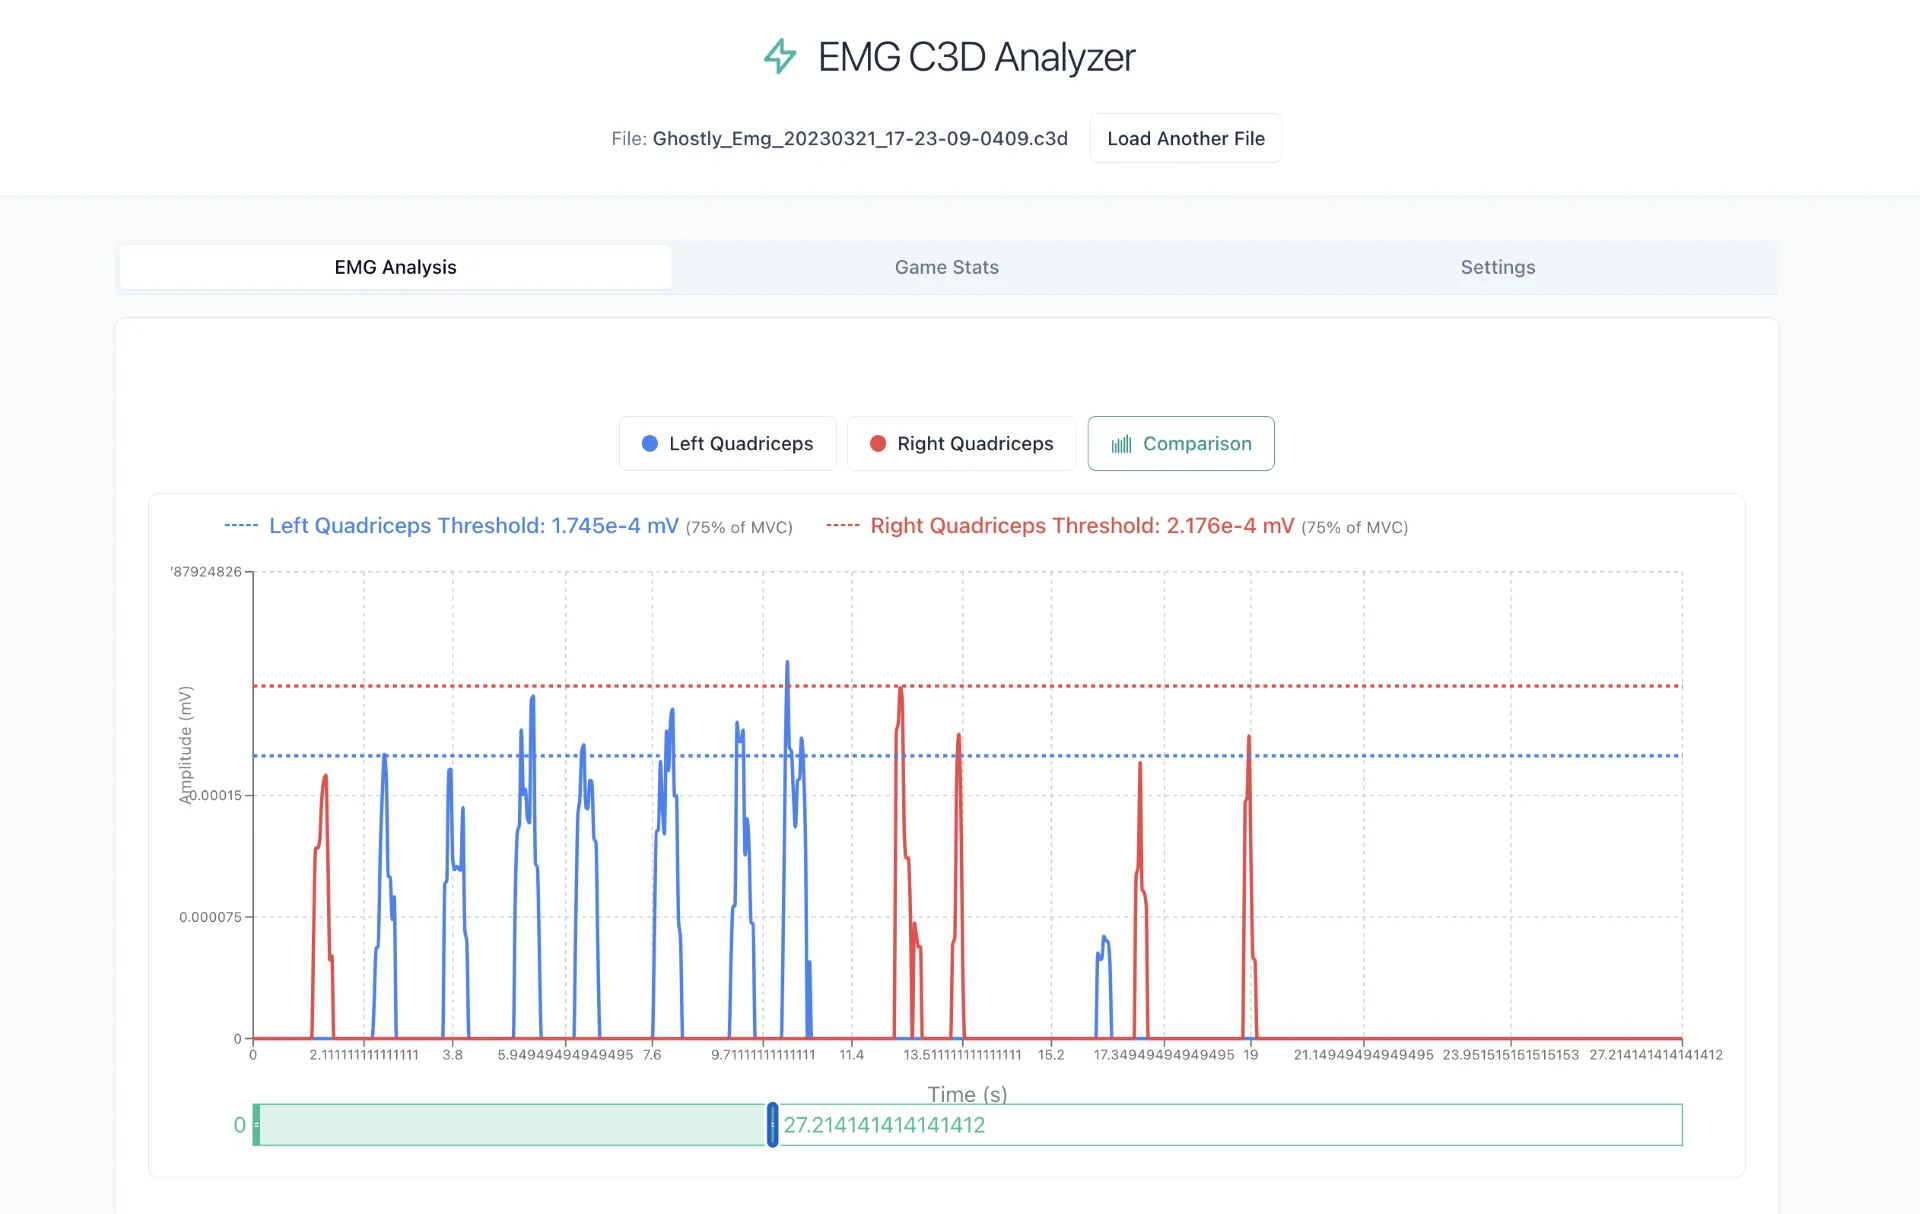 EMG C3D Analyzer
File: Ghostly_Emg_20230321_17-23-09-0409.c3d
Load Another File
EMG Analysis
Game Stats
Settings
Left Quadriceps
Right Quadriceps
Comparison
Left Quadriceps Threshold: 1.745e-4 mV (75% of MVC)
Right Quadriceps Threshold: 2.176e-4 mV (75% of MVC)
'87924826
Amplitude (mV)
0.00015
0.000075
0
0 2.1111111111111111 3.8 5.949494949494949495 7.6 9.71111111111111 11.4 13.511111111111111 15.2 17.349494949494495 19 21.149494949494495 23.951515151515153 27.214141414141412
Time (s)
0
27.214141414141412